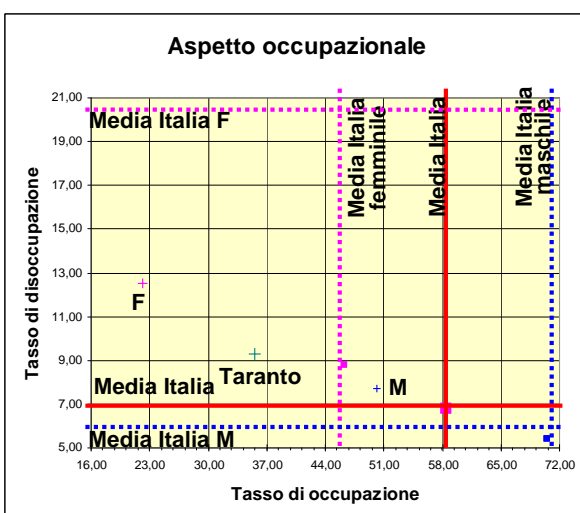 Aspetto occupazionale
21,00
19,00
17,00
15,00
13,00
11,00
9,00
7,00
5,00
Tasso di disoccupazione
Media Italia F
Media Italia
femminile
Media Italia
Media Italia
maschile
F
Taranto
M
Media Italia
Media Italia M
16,00 23,00 30,00 37,00 44,00 51,00 58,00 65,00 72,00
Tasso di occupazione